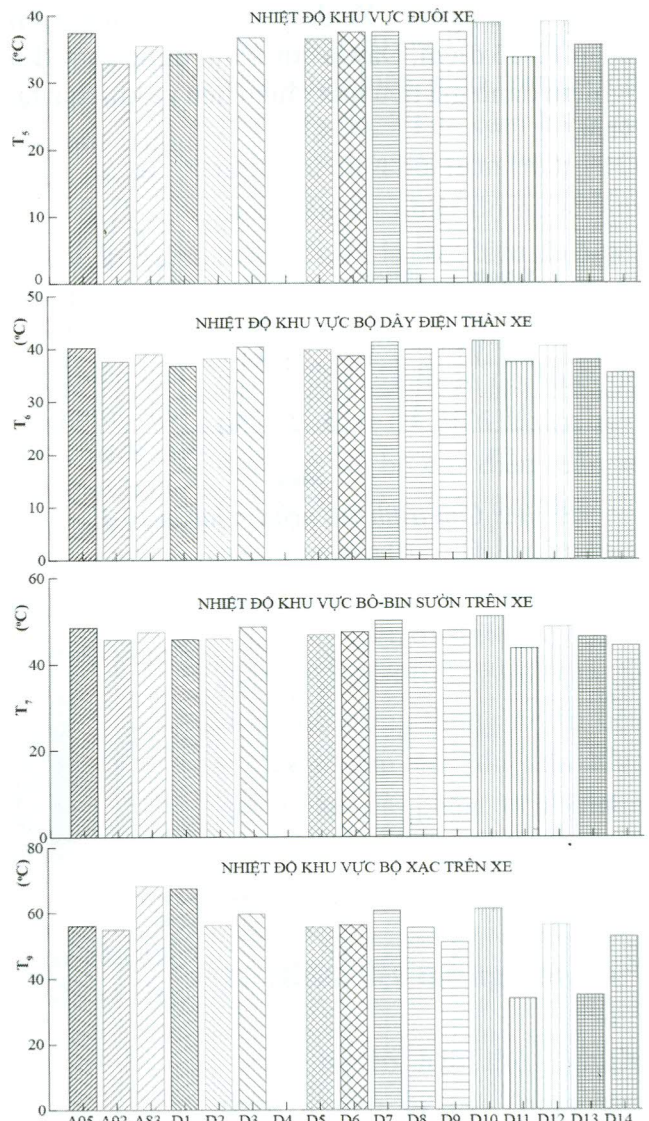 NHIỆT ĐỘ KHU VỰC ĐUÔI XE
40
30
20
10
0
T5 (°C)
NHIỆT ĐỘ KHU VỰC BỘ DÂY ĐIỆN THÂN XE
50
40
30
20
10
0
T6 (°C)
NHIỆT ĐỘ KHU VỰC BÔ-BIN SƯỜN TRÊN XE
60
40
20
0
T7 (°C)
NHIỆT ĐỘ KHU VỰC BỘ XẠC TRÊN XE
80
60
40
20
0
T9 (°C)
A95 A92 A83 D1 D2 D3 D4 D5 D6 D7 D8 D9 D10 D11 D12 D13 D14